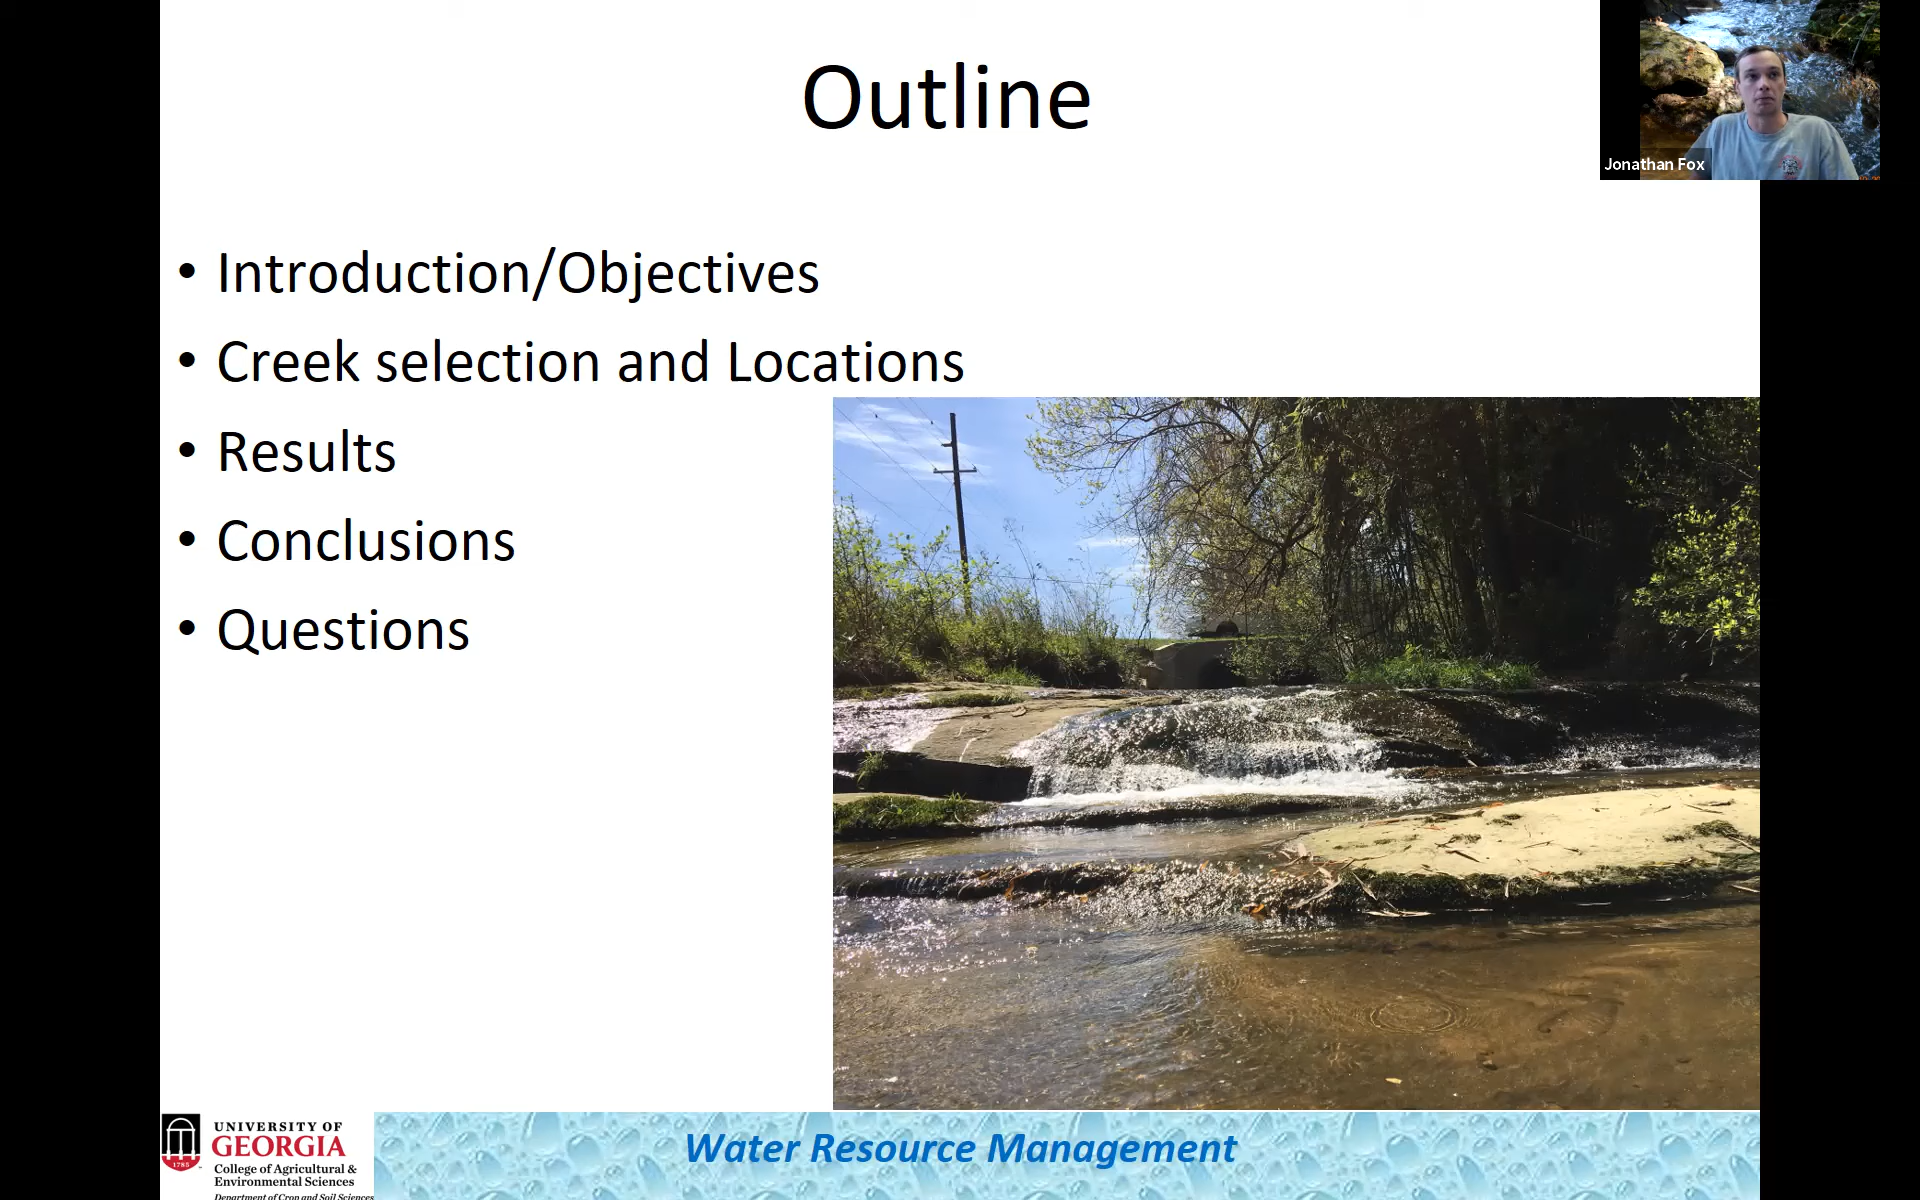 Outline
Jonathan Fox
• Introduction/Objectives
• Creek selection and Locations
• Results
• Conclusions
• Questions
UNIVERSITY OF
GEORGIA
1785
College of Agricultural &
Environmental Sciences
Department of Crop and Soil Sciences
Water Resource Management